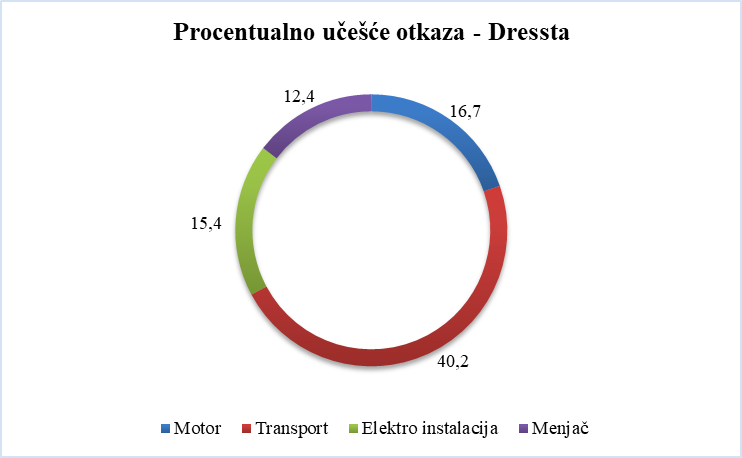 Procentualno učešće otkaza - Dressta
12,4
16,7
15,4
40,2
Motor
Transport
Elektro instalacija
Menjač